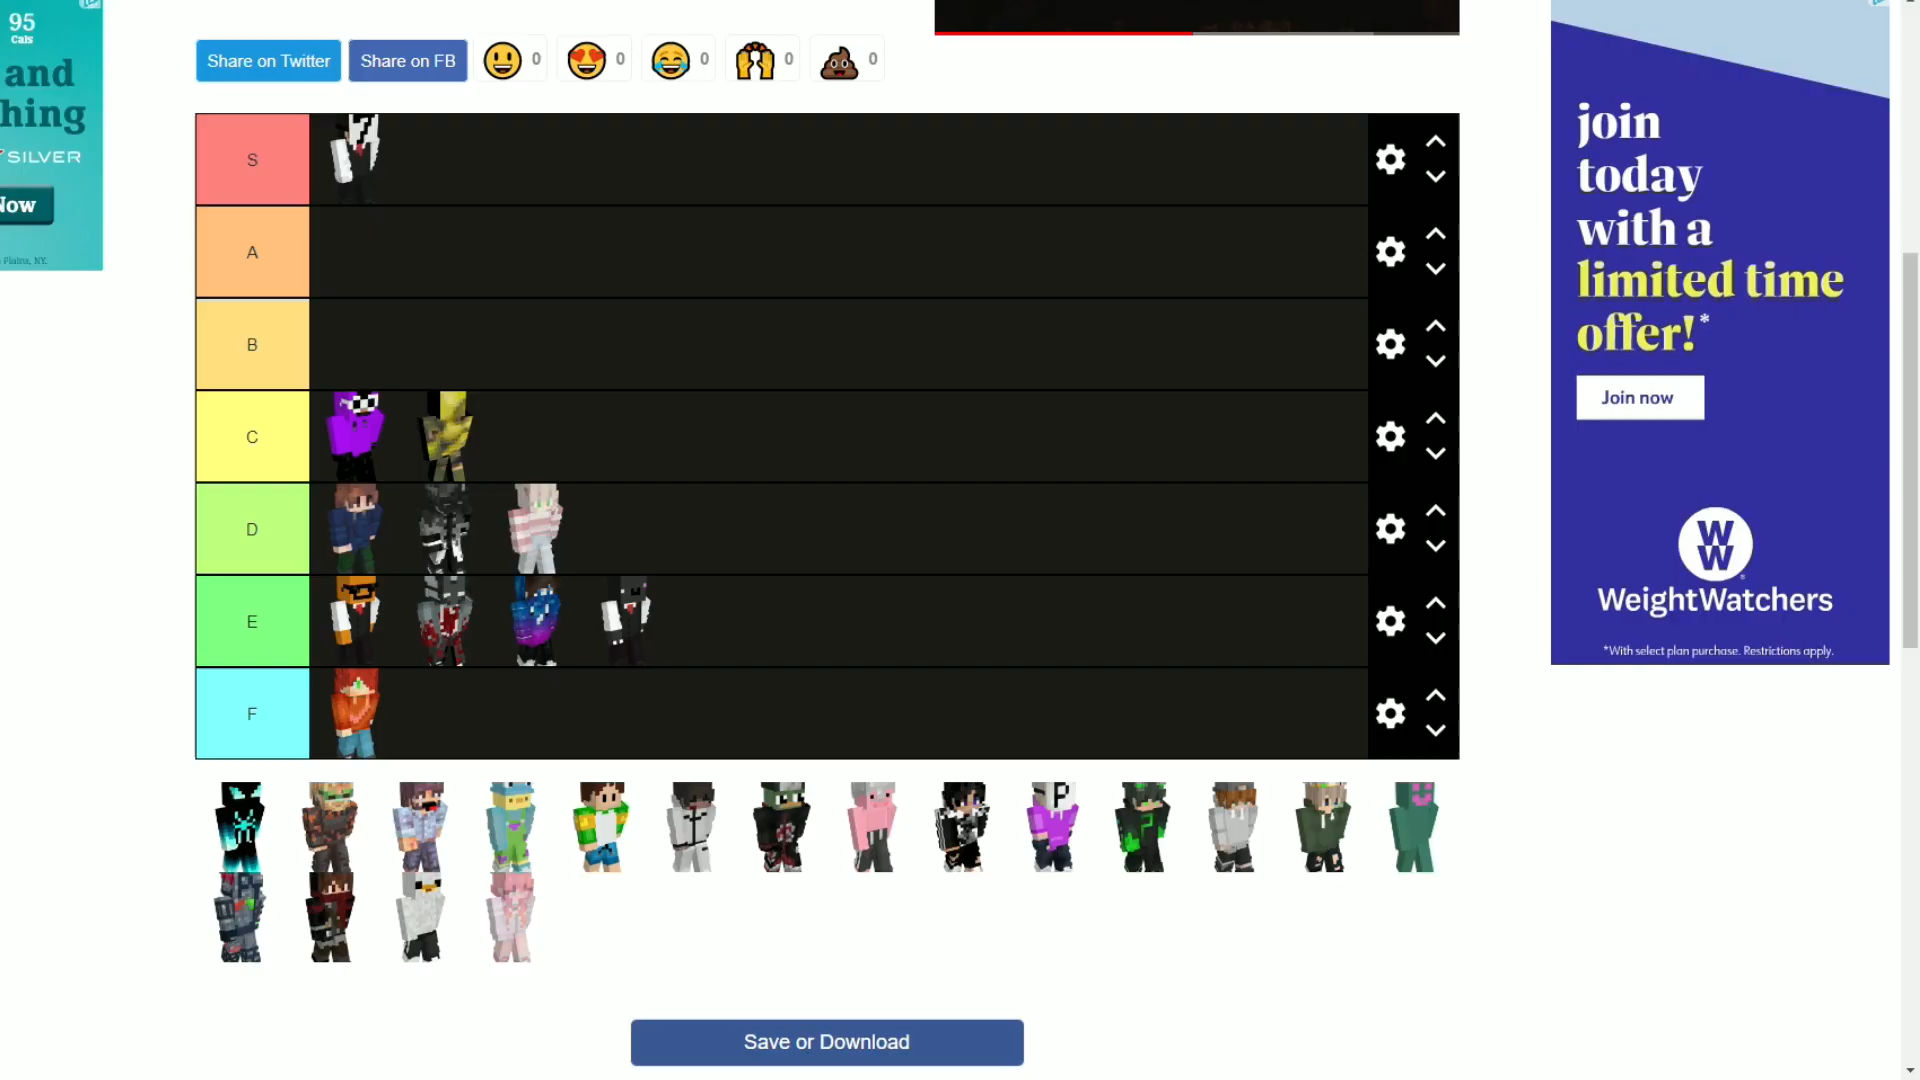 95
Cals
and
hing
SILVER
Now
Plains, NY.
Share on Twitter
Share on FB
0
0
0
0
0
S
A
B
C
D
E
F
P
join
today
with a
limited time
offer!*
Join now
W
W
WeightWatchers
*With select plan purchase. Restrictions apply.
Save or Download